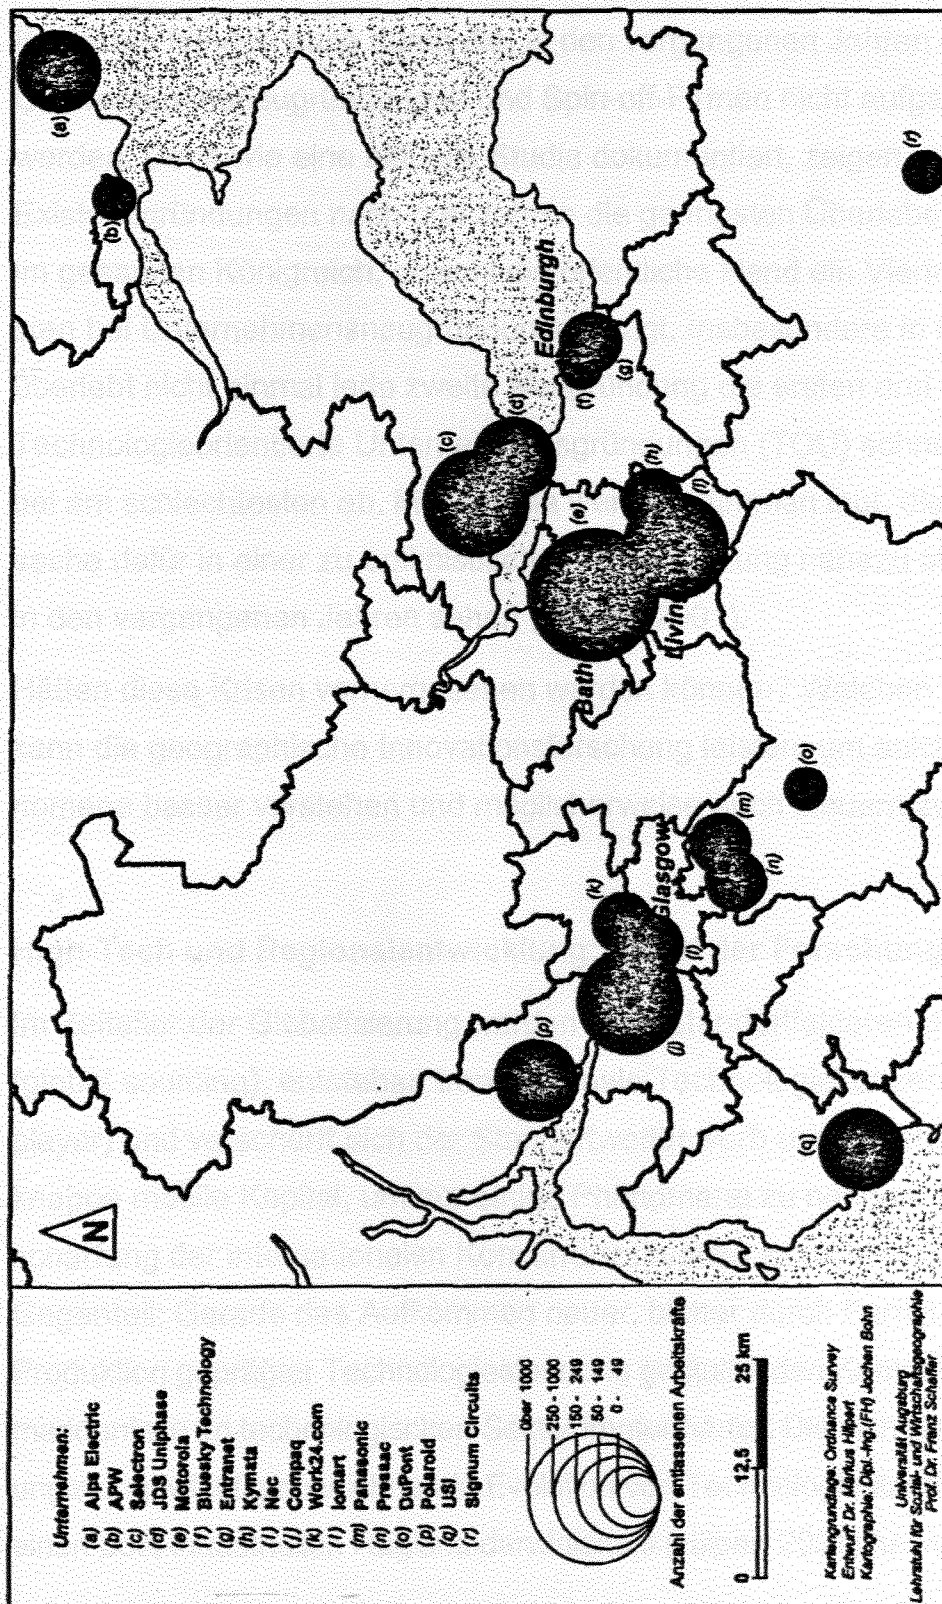 Unternehmen:
(a) Alps Electric
(b) APW
(c) Selectron
(d) JDS Uniphase
(e) Motorola
(f) Bluesky Technology
(g) Entranet
(h) Kymata
(i) Nec
(j) Compaq
(k) Work24.com
(l) Iomart
(m) Panasonic
(n) Pressac
(o) DuPont
(p) Polaroid
(q) USI
(r) Signum Circuits
über 1000
250 - 1000
150 - 249
50 - 149
0 - 49
Anzahl der entlassenen Arbeitskräfte
0 12,5 25 km
Kartengrundlage: Ordnance Survey
Entwurf: Dr. Markus Hilpert
Kartographie: Dipl.-Ing.(FH) Jochen Bohn
Universität Augsburg
Lehrstuhl für Sozial- und Wirtschaftsgeographie
Prof. Dr. Franz Schaffer
N
(a)
(b)
(c)
(d)
Edinburgh
(f)
(g)
(e)
(h)
(i)
Bath
Livin
(p)
(k)
Glasgow
(l)
(j)
(m)
(n)
(o)
(q)
(r)